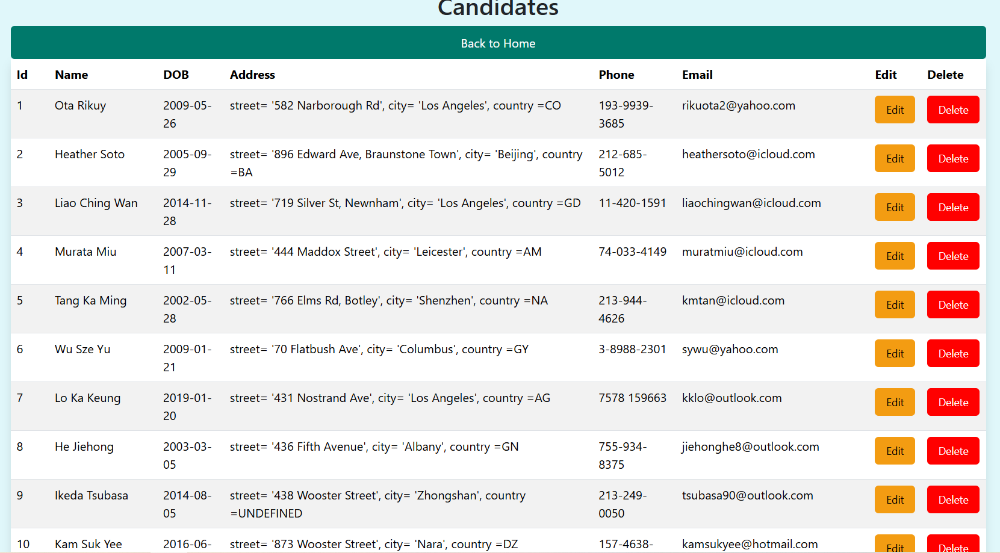 Candidates
Back to Home
Id Name DOB Address Phone Email Edit Delete
1 Ota Rikuy 2009-05- street= '582 Narborough Rd', city= 'Los Angeles', country =CO 193-9939- rikuota2@yahoo.com Edit Delete
26 3685
2 Heather Soto 2005-09- street= '896 Edward Ave, Braunstone Town', city= 'Beijing', country 212-685- heathersoto@icloud.com Edit Delete
29 =BA 5012
3 Liao Ching Wan 2014-11- street= '719 Silver St, Newnham', city= 'Los Angeles', country =GD 11-420-1591 liaochingwan@icloud.com Edit Delete
28
4 Murata Miu 2007-03- street= '444 Maddox Street', city= 'Leicester', country =AM 74-033-4149 muratmiu@icloud.com Edit Delete
11
5 Tang Ka Ming 2002-05- street= '766 Elms Rd, Botley', city= 'Shenzhen', country =NA 213-944- kmtan@icloud.com Edit Delete
28 4626
6 Wu Sze Yu 2009-01- street= '70 Flatbush Ave', city= 'Columbus', country =GY 3-8988-2301 sywu@yahoo.com Edit Delete
21
7 Lo Ka Keung 2019-01- street= '431 Nostrand Ave', city= 'Los Angeles', country =AG 7578 159663 kklo@outlook.com Edit Delete
20
8 He Jiehong 2003-03- street= '436 Fifth Avenue', city= 'Albany', country =GN 755-934- jiehonghe8@outlook.com Edit Delete
05 8375
9 Ikeda Tsubasa 2014-08- street= '438 Wooster Street', city= 'Zhongshan', country 213-249- tsubasa90@outlook.com Edit Delete
05 =UNDEFINED 0050
10 Kam Suk Yee 2016-06- street= '873 Wooster Street', city= 'Nara', country =DZ 157-4638- kamsukyee@hotmail.com Edit Delete